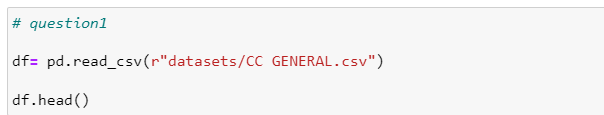 # question1
df= pd.read_csv(r"datasets/CC GENERAL.csv")
df.head()